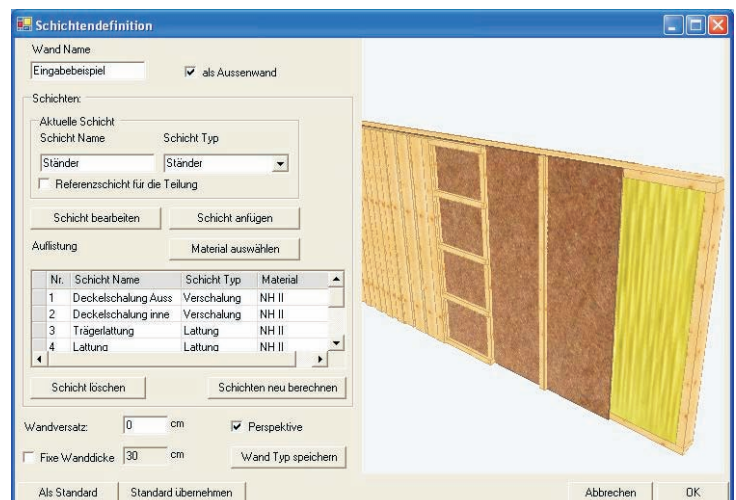 Schichtendefinition
Wand Name
Eingabebeispiel
als Aussenwand
Schichten:
Aktuelle Schicht
Schicht Name Schicht Typ
Ständer Ständer
Referenzschicht für die Teilung
Schicht bearbeiten Schicht anfügen
Auflistung Material auswählen
Nr. Schicht Name Schicht Typ Material
1 Deckelschalung Auss Verschalung NH II
2 Deckelschalung inne Verschalung NH II
3 Trägerlattung Lattung NH II
4 Lattung Lattung NH II
Schicht löschen Schichten neu berechnen
Wandversatz: 0 cm Perspektive
Fixe Wanddicke 30 cm Wand Typ speichern
Als Standard Standard übernehmen Abbrechen OK